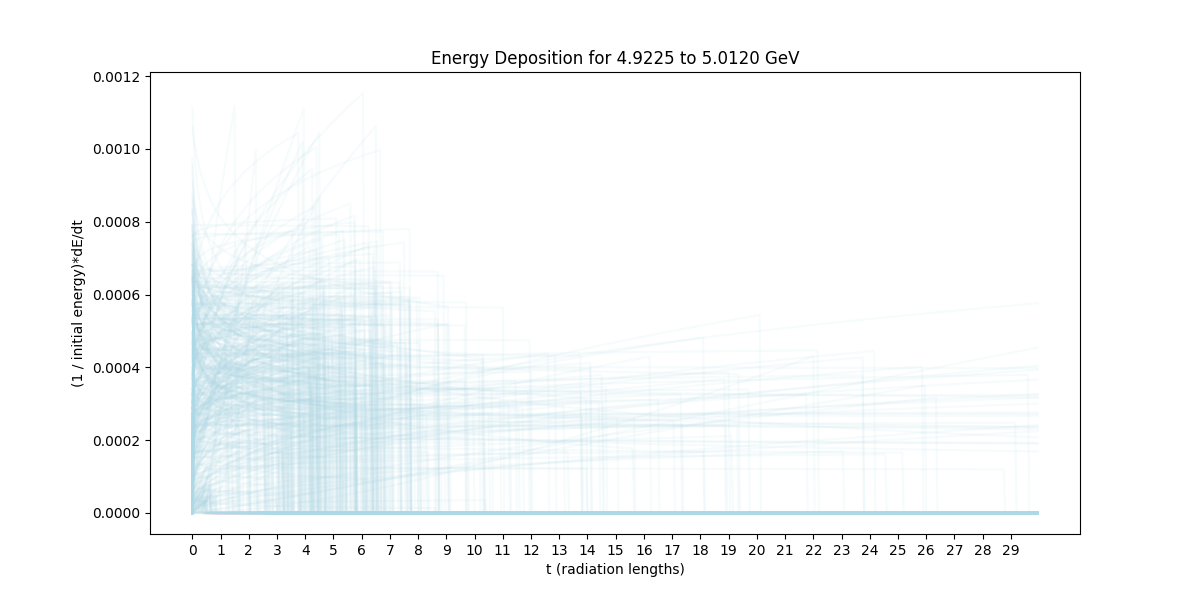 Energy Deposition for 4.9225 to 5.0120 GeV
(1 / initial energy)*dE/dt
0.0012
0.0010
0.0008
0.0006
0.0004
0.0002
0.0000
0 1 2 3 4 5 6 7 8 9 10 11 12 13 14 15 16 17 18 19 20 21 22 23 24 25 26 27 28 29
t (radiation lengths)